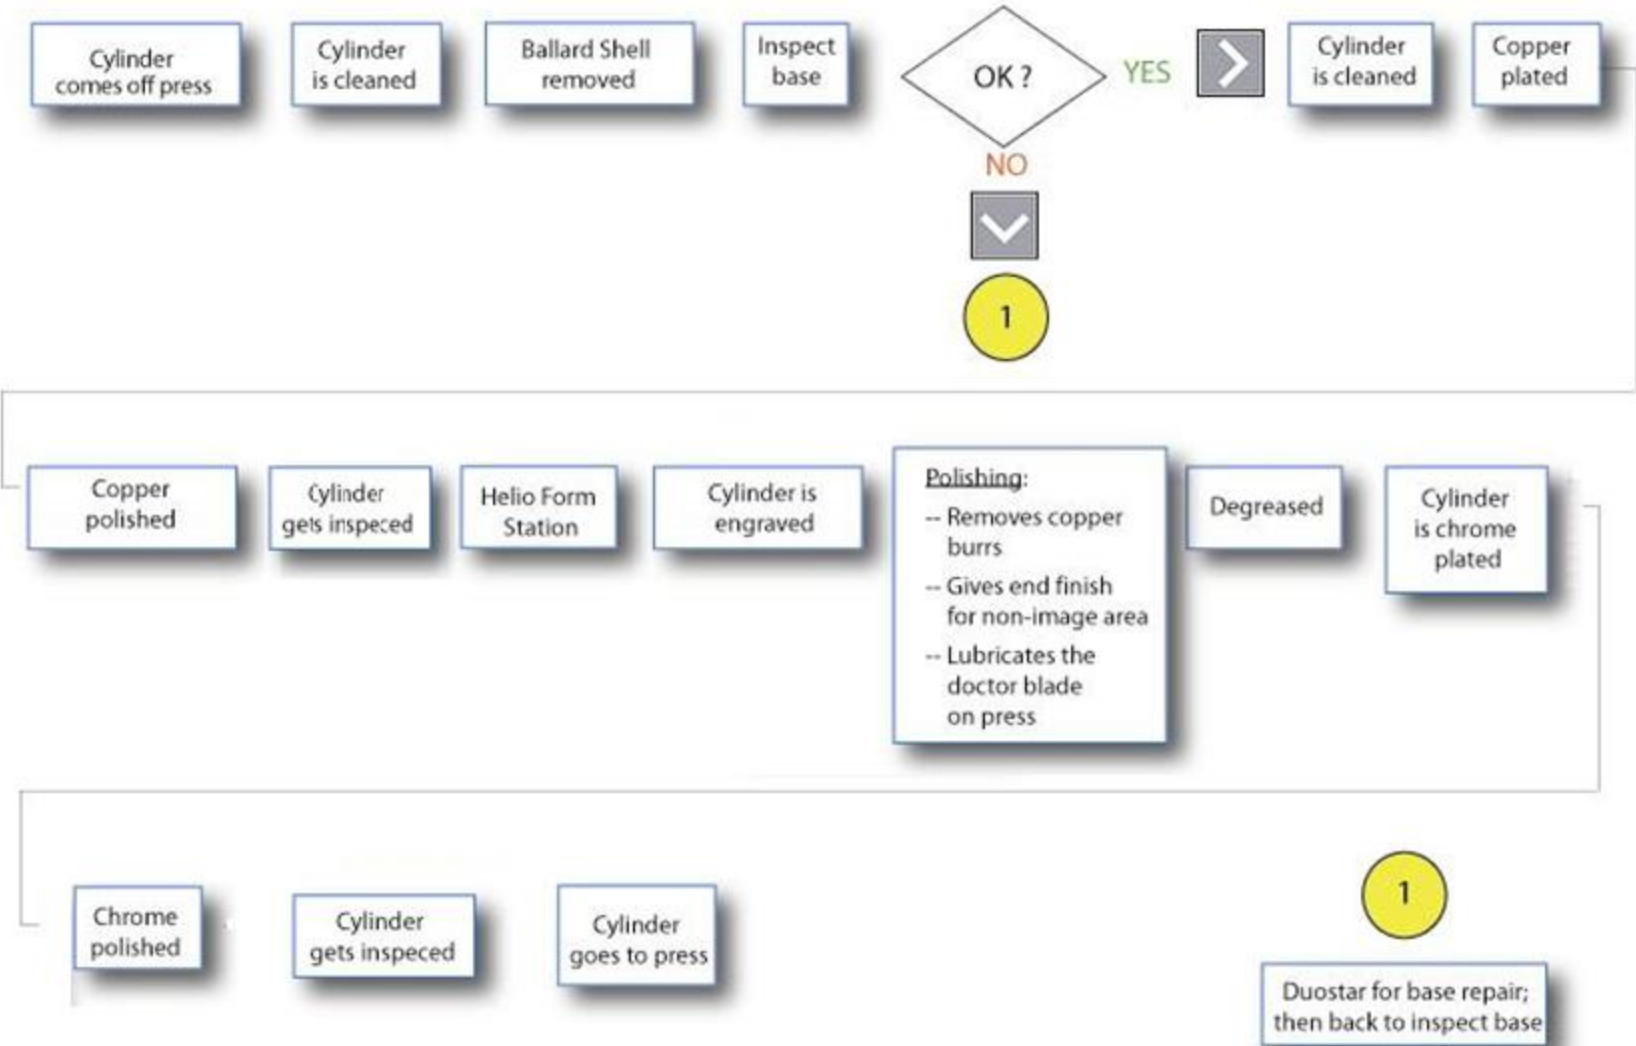 Cylinder
comes off press
Cylinder
is cleaned
Ballard Shell
removed
Inspect
base
OK ?
YES
Cylinder
is cleaned
Copper
plated
NO
1
Copper
polished
Cylinder
gets inspeced
Helio Form
Station
Cylinder is
engraved
Polishing:
-- Removes copper
burrs
-- Gives end finish
for non-image area
-- Lubricates the
doctor blade
on press
Degreased
Cylinder
is chrome
plated
Chrome
polished
Cylinder
gets inspeced
Cylinder
goes to press
1
Duostar for base repair;
then back to inspect base